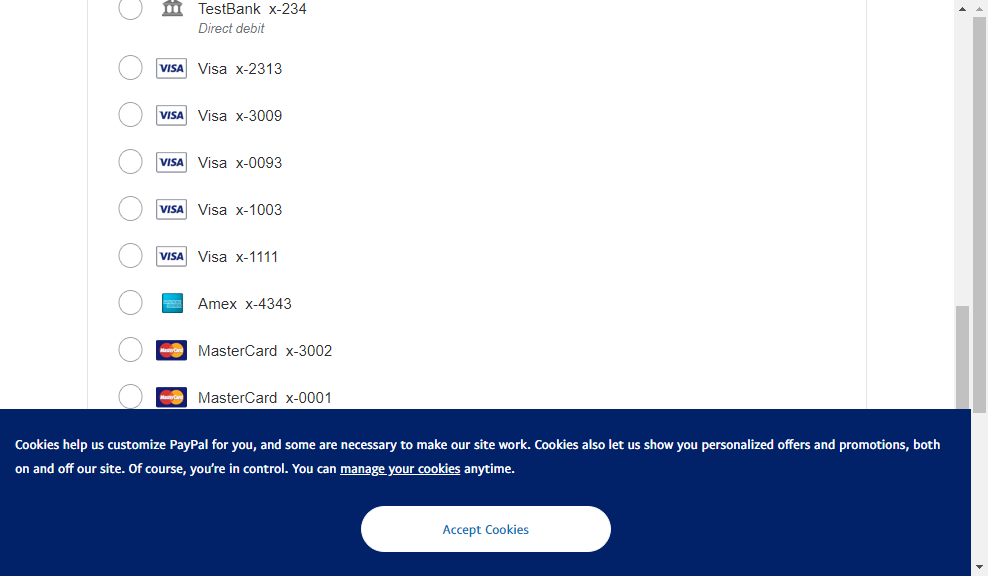 TestBank x-234
Direct debit
VISA Visa x-2313
VISA Visa x-3009
VISA Visa x-0093
VISA Visa x-1003
VISA Visa x-1111
Amex x-4343
MasterCard MasterCard x-3002
MasterCard MasterCard x-0001
Cookies help us customize PayPal for you, and some are necessary to make our site work. Cookies also let us show you personalized offers and promotions, both
on and off our site. Of course, you’re in control. You can manage your cookies anytime.
Accept Cookies